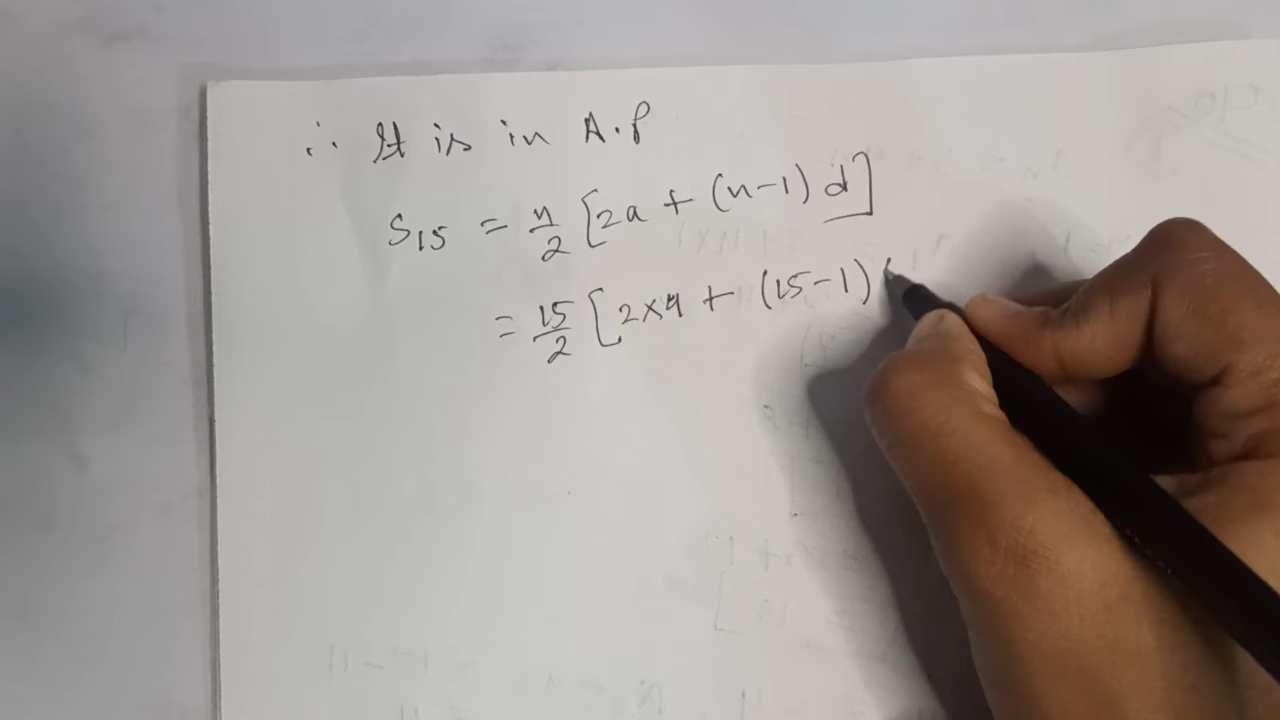 ∴ It is in A.P
S15 = n/2 [2a + (n-1) d]
= 15/2 [2×4 + (15-1) (